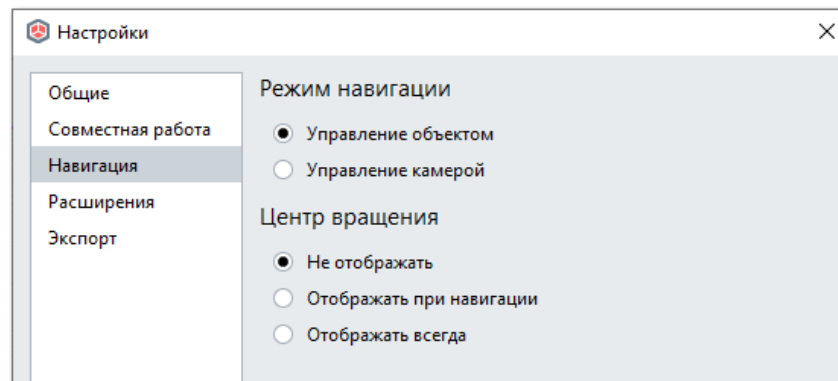 Настройки
Общие
Совместная работа
Навигация
Расширения
Экспорт
Режим навигации
Управление объектом
Управление камерой
Центр вращения
Не отображать
Отображать при навигации
Отображать всегда